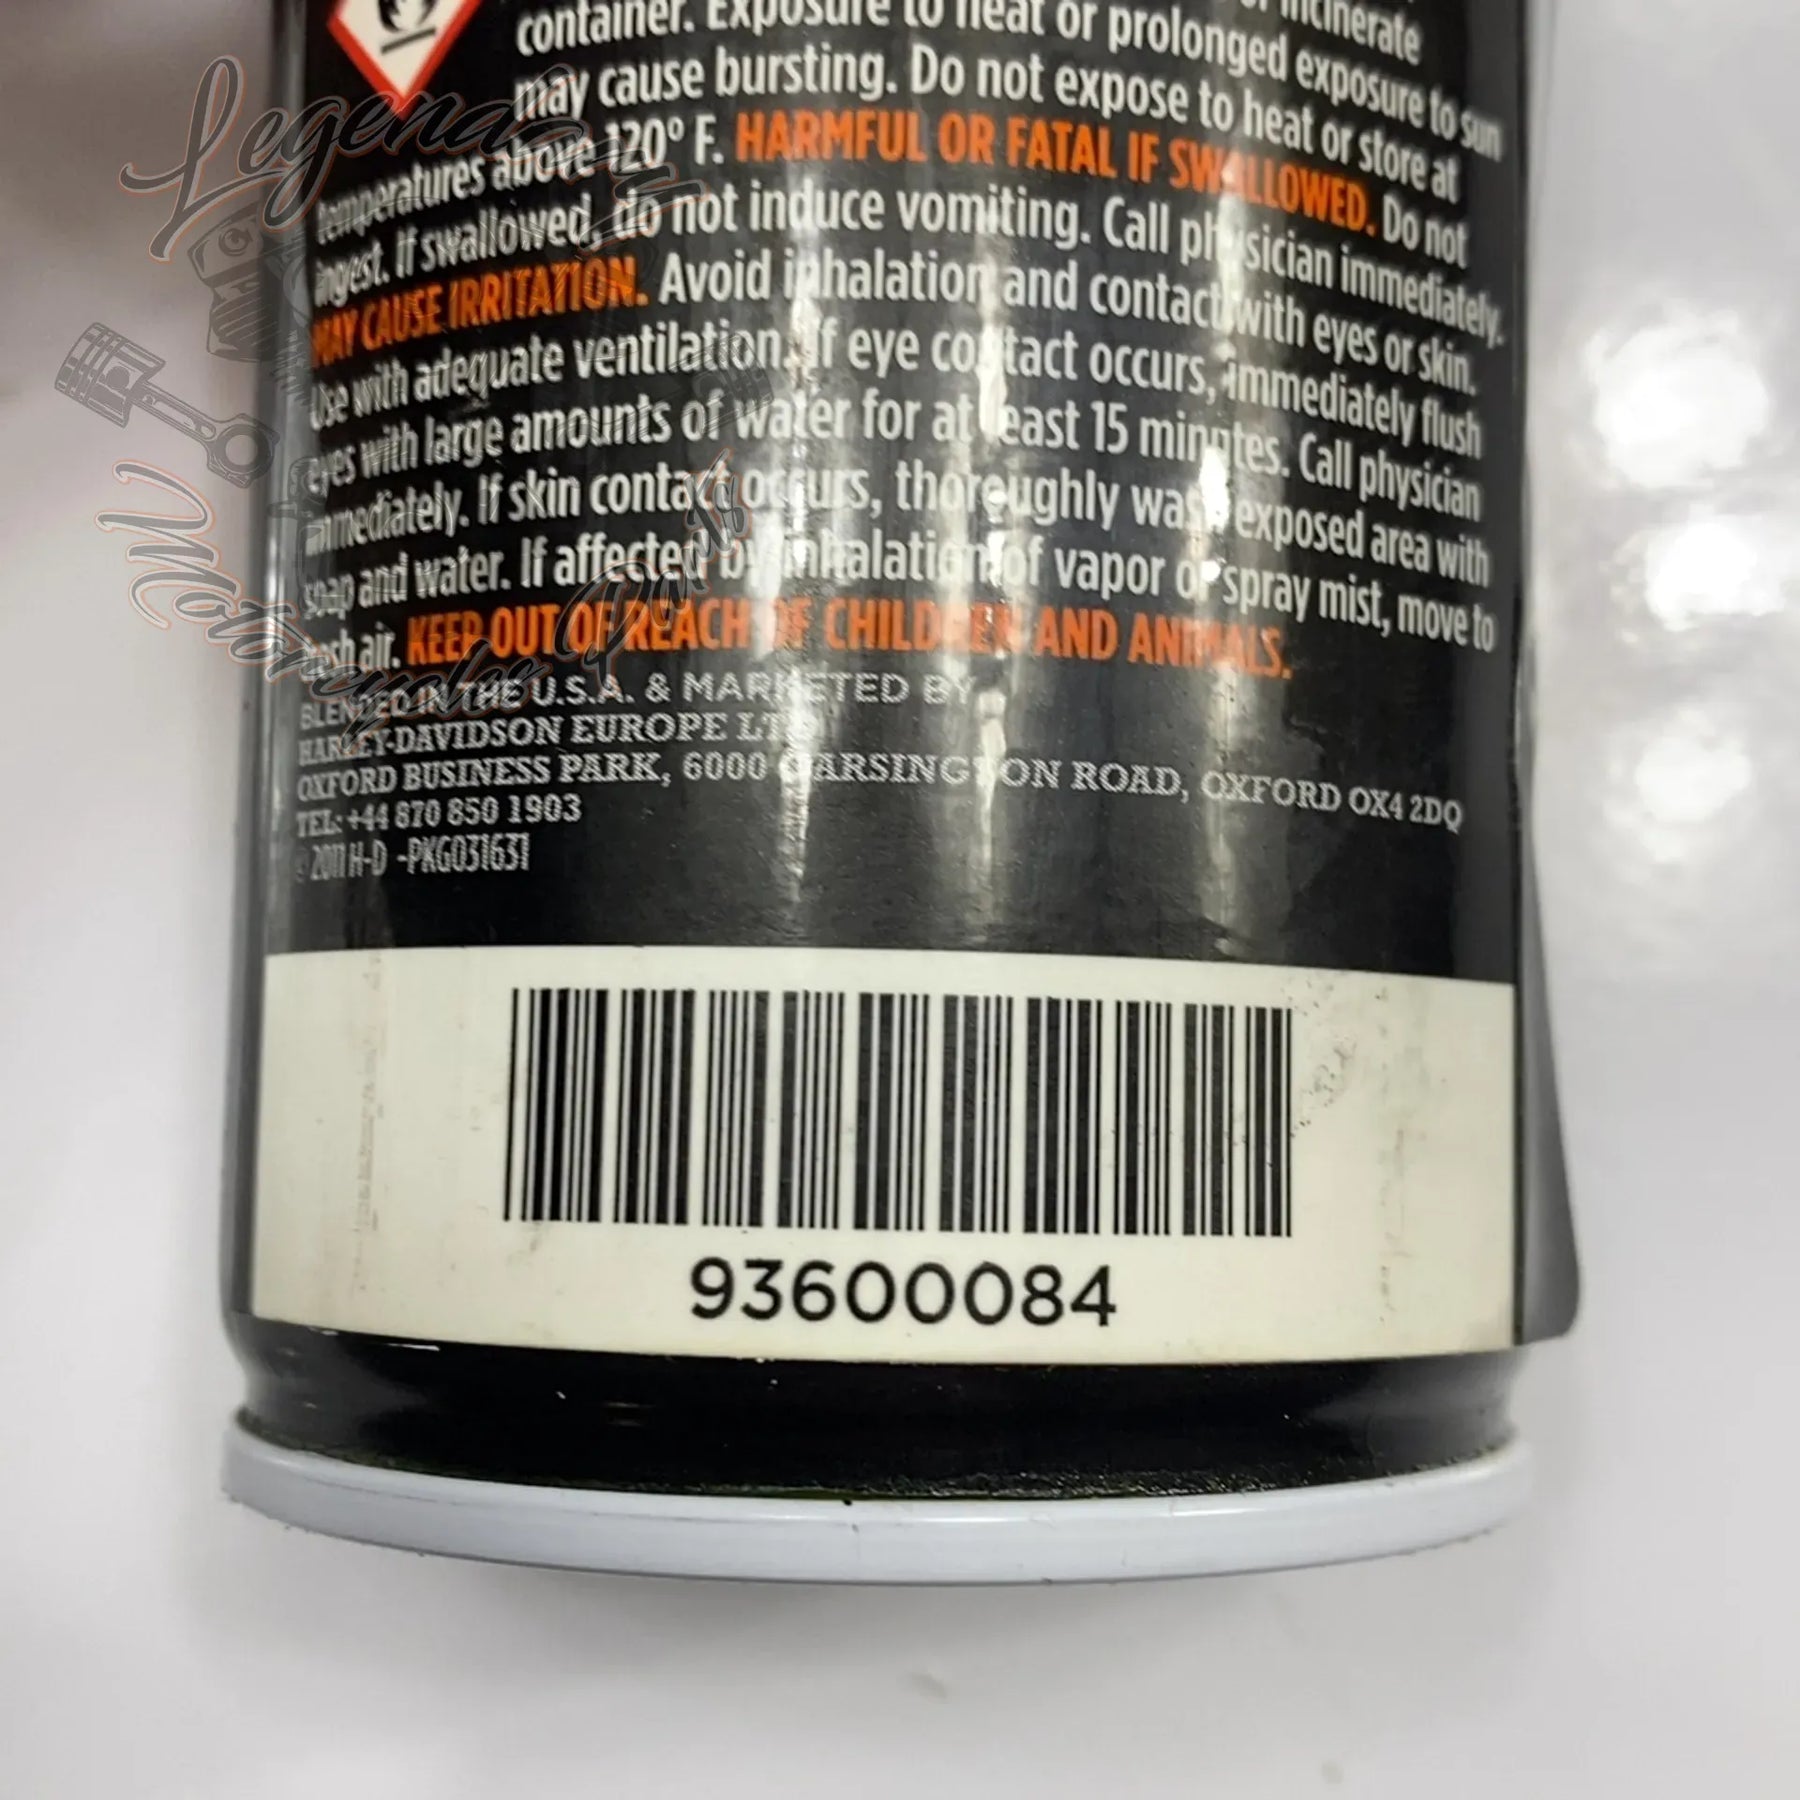 incinerate
container. Exposure to heat or prolonged exposure to sun
may cause bursting. Do not expose to heat or store at
temperatures above 120° F. HARMFUL OR FATAL IF SWALLOWED. Do not
ingest. If swallowed, do not induce vomiting. Call physician immediately.
MAY CAUSE IRRITATION. Avoid inhalation and contact with eyes or skin.
Use with adequate ventilation. If eye contact occurs, immediately flush
eyes with large amounts of water for at least 15 minutes. Call physician
immediately. If skin contact occurs, thoroughly wash exposed area with
soap and water. If affected by inhalation of vapor or spray mist, move to
fresh air. KEEP OUT OF REACH OF CHILDREN AND ANIMALS.
BLENDED IN THE U.S.A. & MARKETED BY
HARLEY-DAVIDSON EUROPE LTD
OXFORD BUSINESS PARK, 6000 GARSINGTON ROAD, OXFORD OX4 2DQ
TEL: +44 870 850 1903
© 2011 H-D -PKG031631
93600084
Legendary
Motorcycles Parts